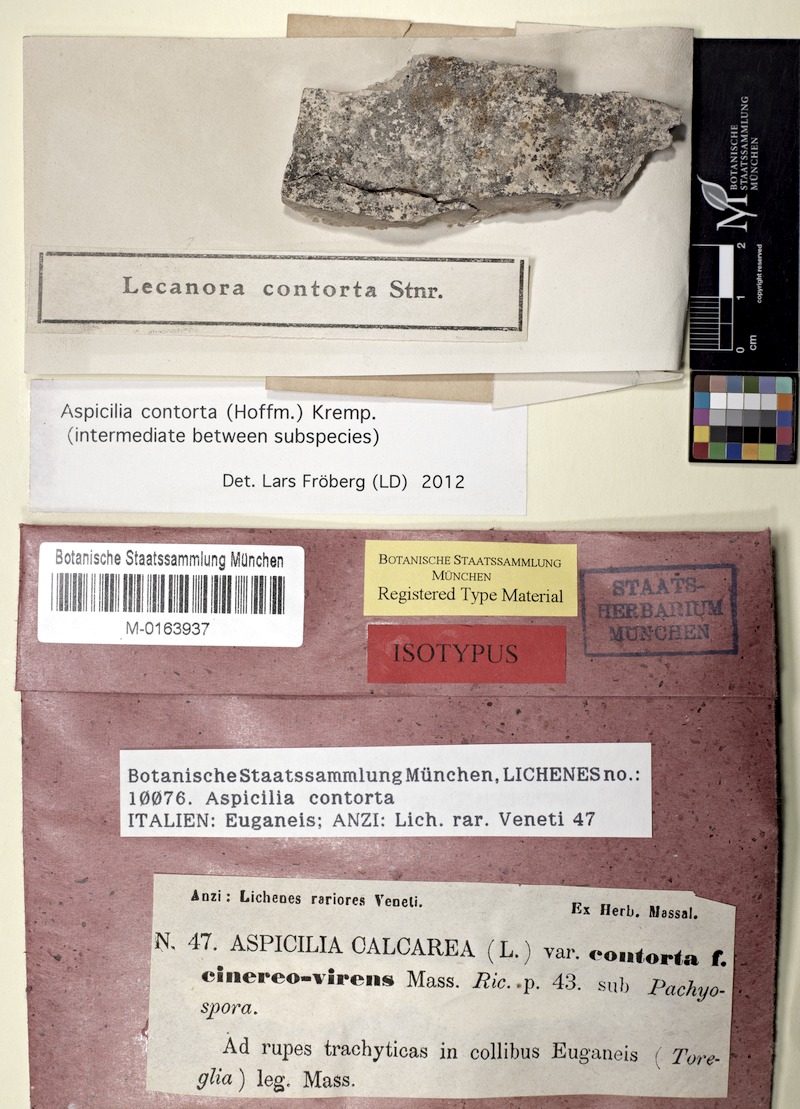 BOTANISCHE
STAATSSAMMLUNG
MÜNCHEN
M
0 1 2
cm
copyright reserved
Lecanora contorta Stnr.
Aspicilia contorta (Hoffm.) Kremp.
(intermediate between subspecies)
Det. Lars Fröberg (LD) 2012
Botanische Staatssammlung München
M-0163937
BOTANISCHE STAATSSAMMLUNG
MÜNCHEN
Registered Type Material
ISOTYPUS
STAATS-
HERBARIUM
MÜNCHEN
Botanische Staatssammlung München, LICHENES no.:
10076. Aspicilia contorta
ITALIEN: Euganeis; ANZI: Lich. rar. Veneti 47
Anzi: Lichenes rariores Veneti.
Ex Herb. Massal.
N. 47. ASPICILIA CALCAREA (L.) var. contorta f.
cinereo-virens Mass. Ric. p. 43. sub Pachyo-
spora.
Ad rupes trachyticas in collibus Euganeis (Tore-
glia) leg. Mass.